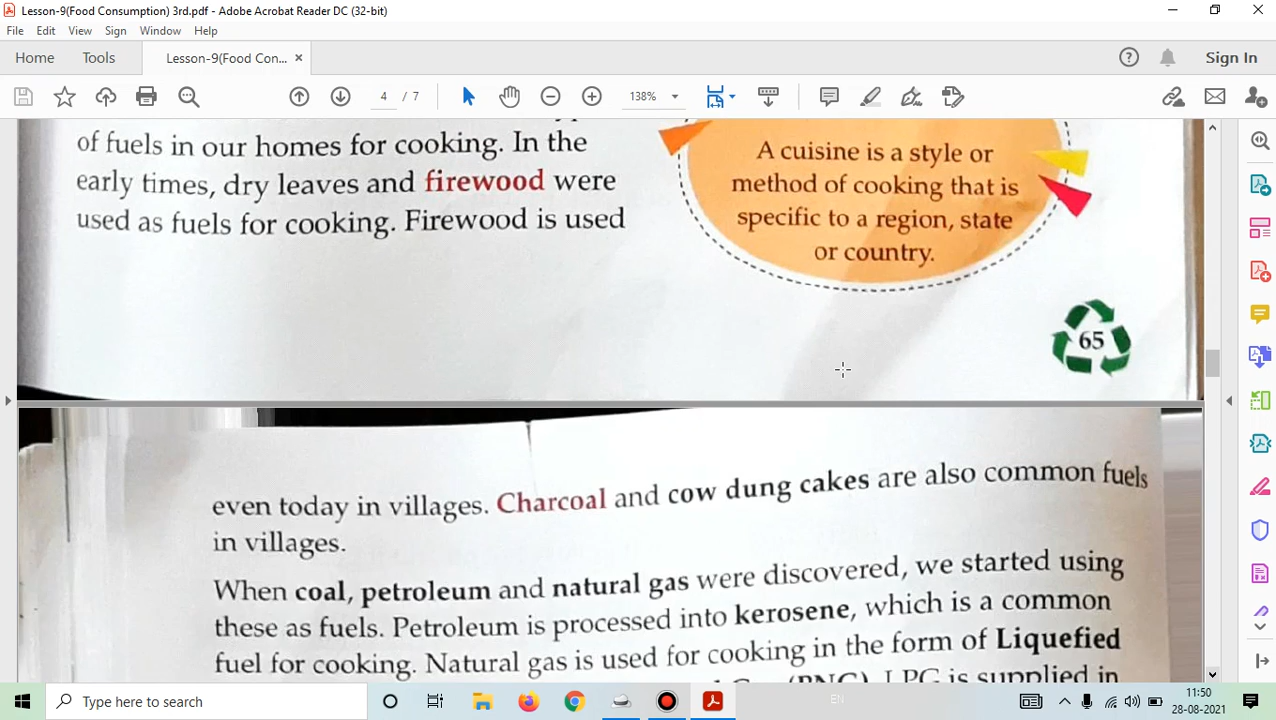 Lesson-9(Food Consumption) 3rd.pdf - Adobe Acrobat Reader DC (32-bit)
File Edit View Sign Window Help
Home Tools Lesson-9(Food Con... ×
Sign In
4 / 7
138%
of fuels in our homes for cooking. In the
early times, dry leaves and firewood were
used as fuels for cooking. Firewood is used
A cuisine is a style or
method of cooking that is
specific to a region, state
or country.
65
even today in villages. Charcoal and cow dung cakes are also common fuels
in villages.
When coal, petroleum and natural gas were discovered, we started using
these as fuels. Petroleum is processed into kerosene, which is a common
fuel for cooking. Natural gas is used for cooking in the form of Liquefied
(PNG). LPG is supplied in
Type here to search
EN
11:50
28-08-2021